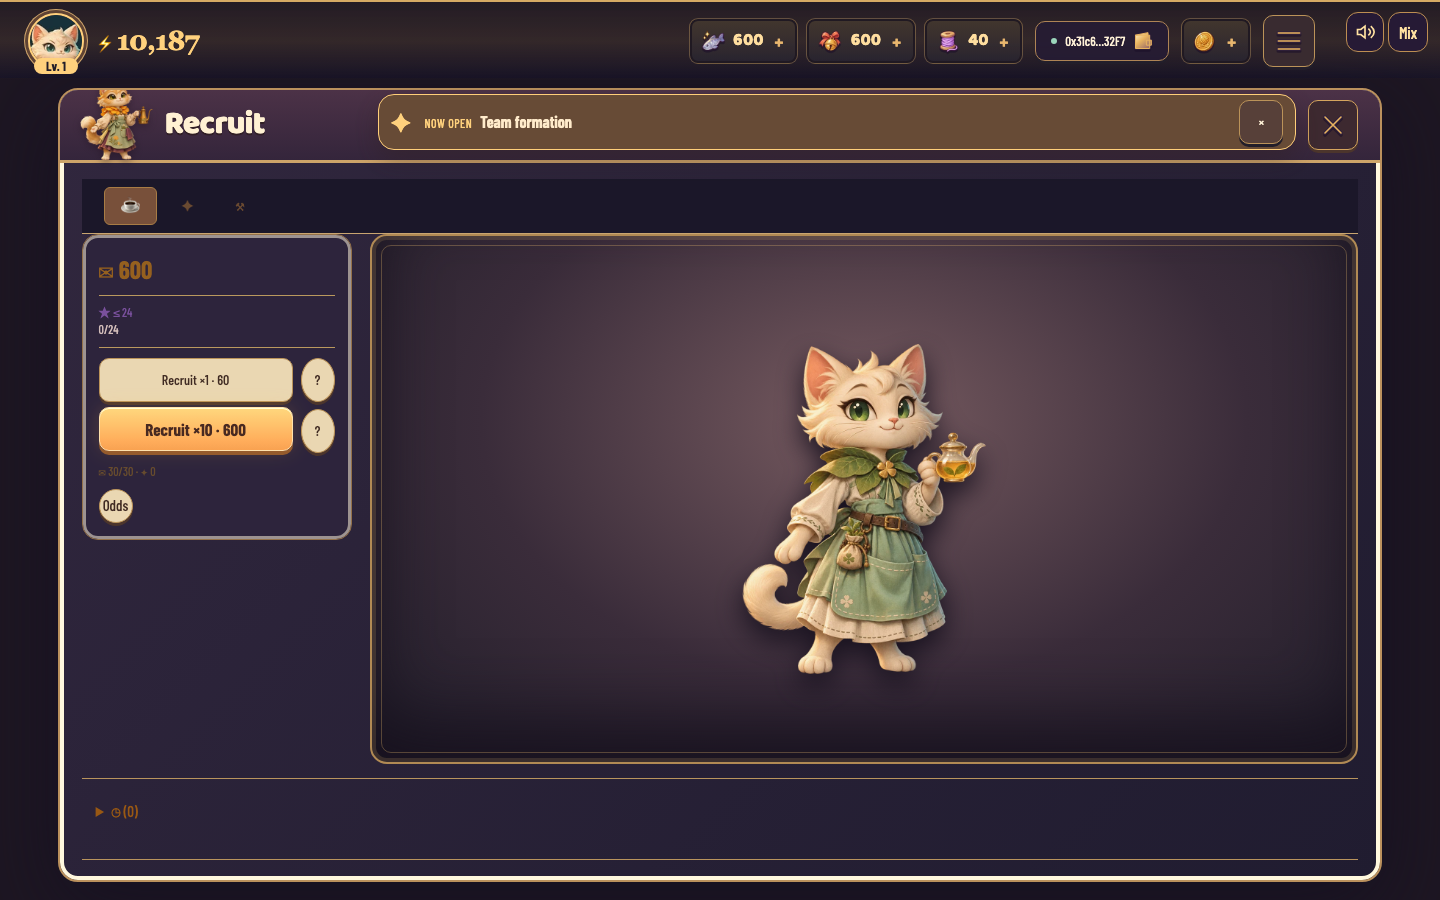 10,187
Lv. 1
600 +
600 +
40 +
0x31c6...32F7
+
Mix
Recruit
NOW OPEN Team formation
×
600
★ ≤24
0/24
Recruit ×1 · 60
?
Recruit ×10 · 600
?
✉ 30/30 · + 0
Odds
(0)